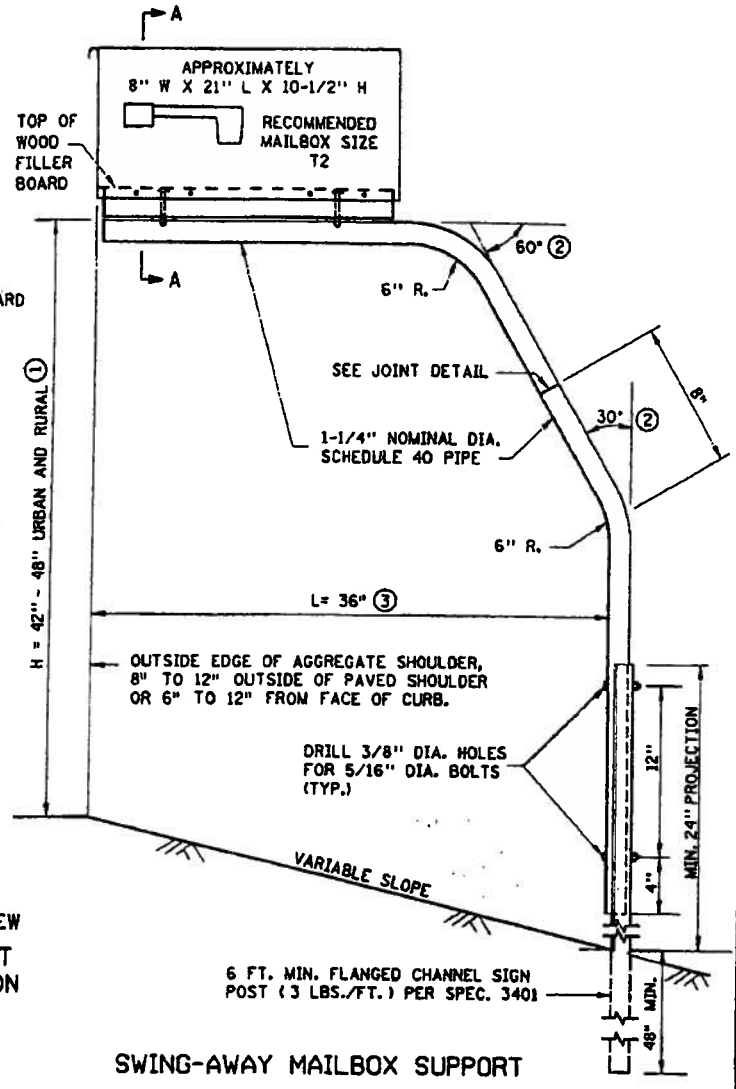 A
APPROXIMATELY
8" W X 21" L X 10-1/2" H
RECOMMENDED
MAILBOX SIZE
T2
TOP OF
WOOD
FILLER
BOARD
A
60° ②
6" R.
ARD
SEE JOINT DETAIL
8"
30° ②
1-1/4" NOMINAL DIA.
SCHEDULE 40 PIPE
H = 42" - 48" URBAN AND RURAL ①
6" R.
L= 36" ③
OUTSIDE EDGE OF AGGREGATE SHOULDER,
8" TO 12" OUTSIDE OF PAVED SHOULDER
OR 6" TO 12" FROM FACE OF CURB.
DRILL 3/8" DIA. HOLES
FOR 5/16" DIA. BOLTS
(TYP.)
12"
MIN. 24" PROJECTION
4"
VARIABLE SLOPE
EW
T
ON
6 FT. MIN. FLANGED CHANNEL SIGN
POST (3 LBS./FT.) PER SPEC. 3401
48" MIN.
SWING-AWAY MAILBOX SUPPORT